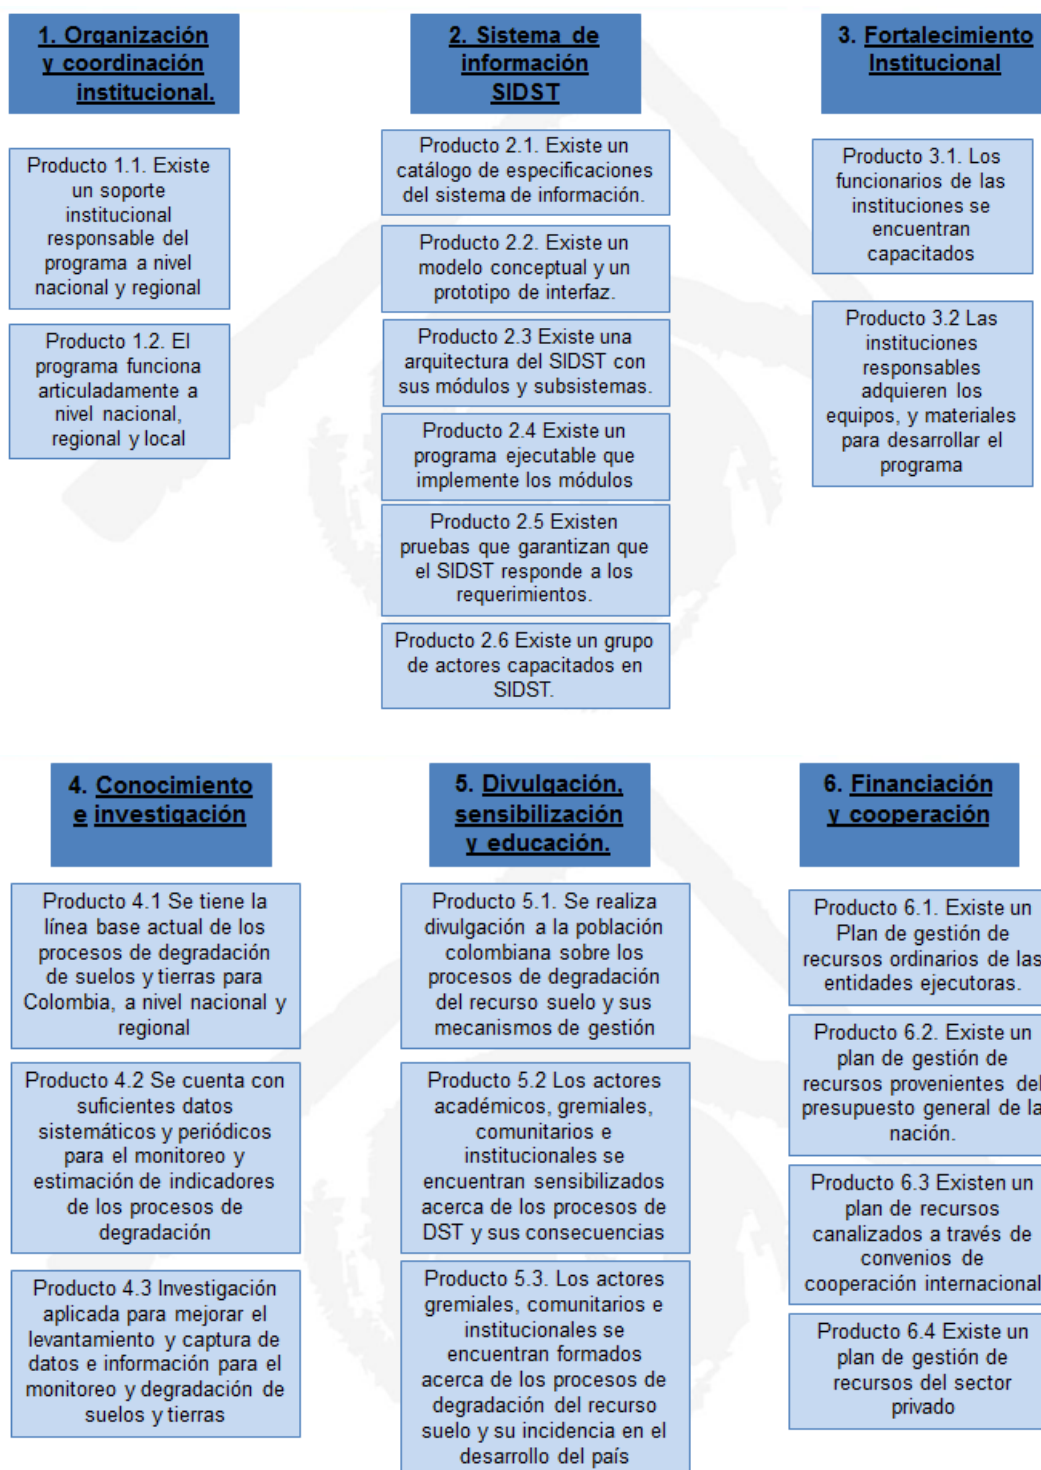 1. Organización
y coordinación
institucional.
Producto 1.1. Existe
un soporte
institucional
responsable del
programa a nivel
nacional y regional
Producto 1.2. El
programa funciona
articuladamente a
nivel nacional,
regional y local
2. Sistema de
información
SIDST
Producto 2.1. Existe un
catálogo de especificaciones
del sistema de información.
Producto 2.2. Existe un
modelo conceptual y un
prototipo de interfaz.
Producto 2.3 Existe una
arquitectura del SIDST con
sus módulos y subsistemas.
Producto 2.4 Existe un
programa ejecutable que
implemente los módulos
Producto 2.5 Existen
pruebas que garantizan que
el SIDST responde a los
requerimientos.
Producto 2.6 Existe un grupo
de actores capacitados en
SIDST.
3. Fortalecimiento
Institucional
Producto 3.1. Los
funcionarios de las
instituciones se
encuentran
capacitados
Producto 3.2 Las
instituciones
responsables
adquieren los
equipos, y materiales
para desarrollar el
programa
4. Conocimiento
e investigación
Producto 4.1 Se tiene la
línea base actual de los
procesos de degradación
de suelos y tierras para
Colombia, a nivel nacional y
regional
Producto 4.2 Se cuenta con
suficientes datos
sistemáticos y periódicos
para el monitoreo y
estimación de indicadores
de los procesos de
degradación
Producto 4.3 Investigación
aplicada para mejorar el
levantamiento y captura de
datos e información para el
monitoreo y degradación de
suelos y tierras
5. Divulgación,
sensibilización
y educación.
Producto 5.1. Se realiza
divulgación a la población
colombiana sobre los
procesos de degradación
del recurso suelo y sus
mecanismos de gestión
Producto 5.2 Los actores
académicos, gremiales,
comunitarios e
institucionales se
encuentran sensibilizados
acerca de los procesos de
DST y sus consecuencias
Producto 5.3. Los actores
gremiales, comunitarios e
institucionales se
encuentran formados
acerca de los procesos de
degradación del recurso
suelo y su incidencia en el
desarrollo del país
6. Financiación
y cooperación
Producto 6.1. Existe un
Plan de gestión de
recursos ordinarios de las
entidades ejecutoras.
Producto 6.2. Existe un
plan de gestión de
recursos provenientes del
presupuesto general de la
nación.
Producto 6.3 Existen un
plan de recursos
canalizados a través de
convenios de
cooperación internacional
Producto 6.4 Existe un
plan de gestión de
recursos del sector
privado